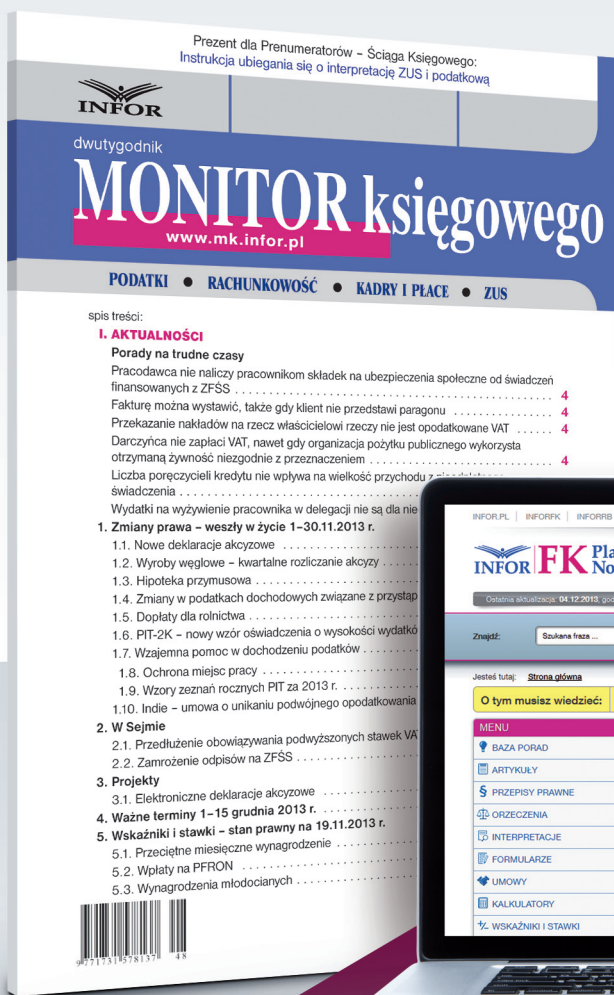 Prezent dla Prenumeratorów – Ściąga Księgowego:
Instrukcja ubiegania się o interpretację ZUS i podatkową
INFOR
dwutygodnik
MONITOR księgowego
www.mk.infor.pl
PODATKI ● RACHUNKOWOŚĆ ● KADRY I PŁACE ● ZUS
spis treści:
I. AKTUALNOŚCI
Porady na trudne czasy
Pracodawca nie naliczy pracownikom składek na ubezpieczenia społeczne od świadczeń
finansowanych z ZFŚS 4
Fakturę można wystawić, także gdy klient nie przedstawi paragonu 4
Przekazanie nakładów na rzecz właścicielowi rzeczy nie jest opodatkowane VAT 4
Darczyńca nie zapłaci VAT, nawet gdy organizacja pożytku publicznego wykorzysta
otrzymaną żywność niezgodnie z przeznaczeniem 4
Liczba poręczycieli kredytu nie wpływa na wielkość przychodu z
świadczenia
Wydatki na wyżywienie pracownika w delegacji nie są dla nie
1. Zmiany prawa – weszły w życie 1–30.11.2013 r.
1.1. Nowe deklaracje akcyzowe
1.2. Wyroby węglowe – kwartalne rozliczanie akcyzy
1.3. Hipoteka przymusowa
1.4. Zmiany w podatkach dochodowych związane z przystąp
1.5. Dopłaty dla rolnictwa
1.6. PIT-2K – nowy wzór oświadczenia o wysokości wydatkó
1.7. Wzajemna pomoc w dochodzeniu podatków
1.8. Ochrona miejsc pracy
1.9. Wzory zeznań rocznych PIT za 2013 r.
1.10. Indie – umowa o unikaniu podwójnego opodatkowania
2. W Sejmie
2.1. Przedłużenie obowiązywania podwyższonych stawek VA
2.2. Zamrożenie odpisów na ZFŚS
3. Projekty
3.1. Elektroniczne deklaracje akcyzowe
4. Ważne terminy 1–15 grudnia 2013 r.
5. Wskaźniki i stawki – stan prawny na 19.11.2013 r.
5.1. Przeciętne miesięczne wynagrodzenie
5.2. Wpłaty na PFRON
5.3. Wynagrodzenia młodocianych
9 771731 578137 48
INFOR.PL | INFORFK | INFORRB
INFOR FK Pla
No
Ostatnia aktualizacja: 04.12.2013, god
Znajdź: Szukana fraza ...
Jesteś tutaj: Strona główna
O tym musisz wiedzieć:
MENU
BAZA PORAD
ARTYKUŁY
§ PRZEPISY PRAWNE
ORZECZENIA
INTERPRETACJE
FORMULARZE
UMOWY
KALKULATORY
WSKAŹNIKI I STAWKI